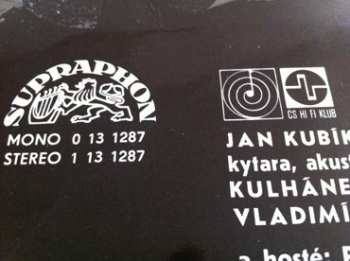 SUPRAPHON
MONO 0 13 1287
STEREO 1 13 1287
CS HI FI KLUB
JAN KUBÍK
kytara, akust
KULHÁNE
VLADIMÍ
a hosté: